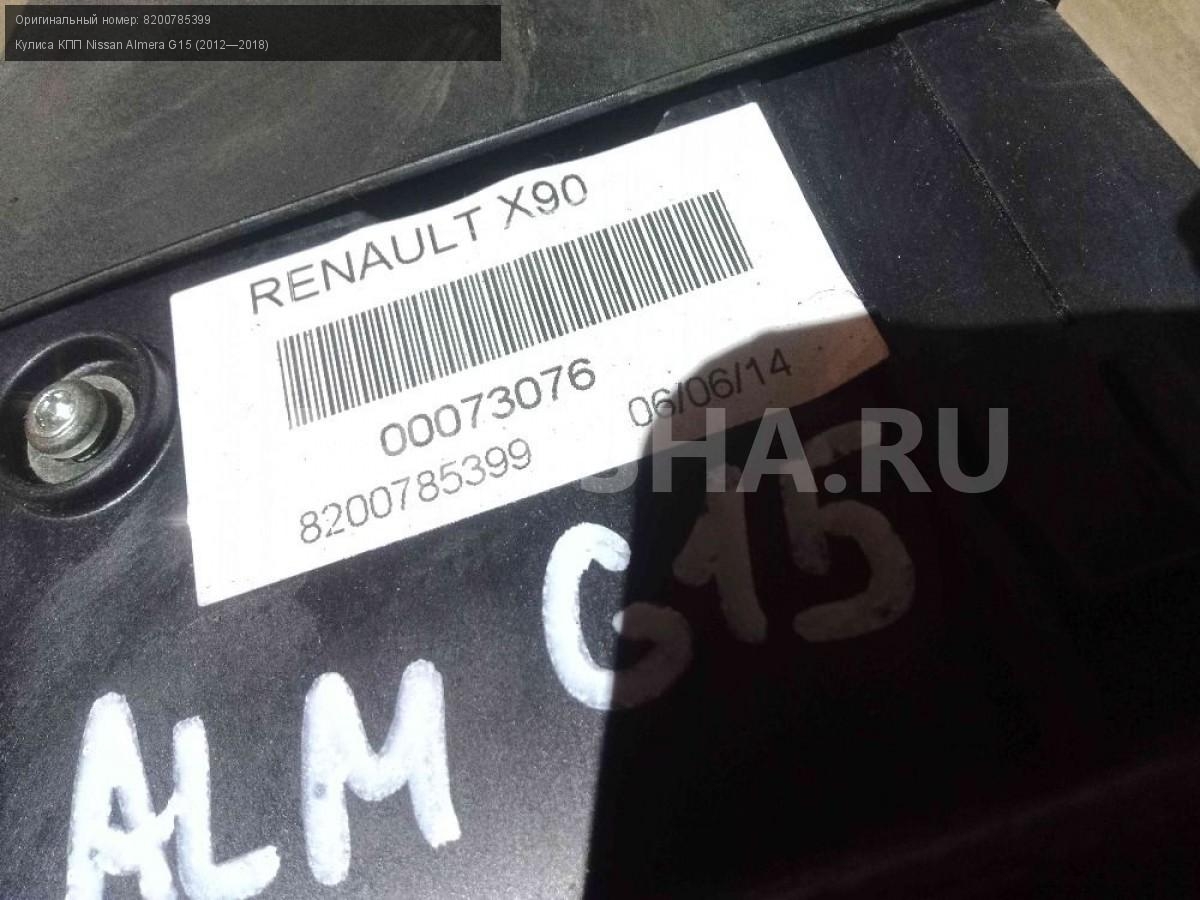 Оригинальный номер: 8200785399
Кулиса КПП Nissan Almera G15 (2012—2018)
RENAULT X90
00073076
8200785399 06/06/14
HA.RU
G15
ALM